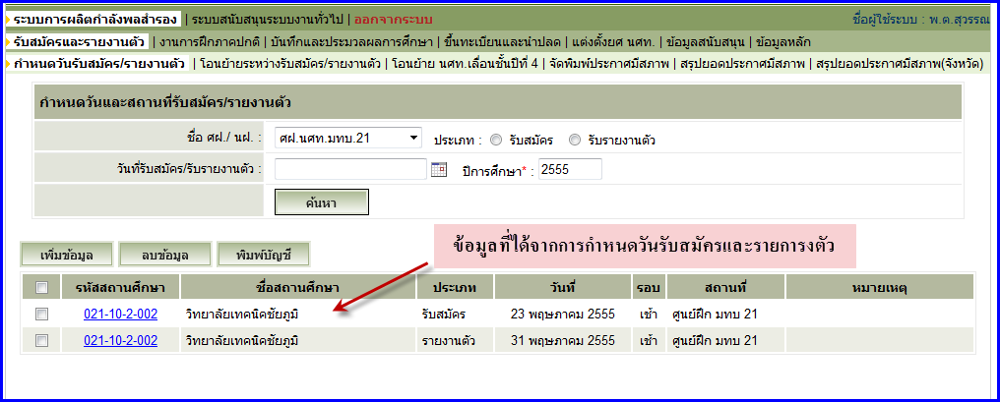 ระบบการผลิตกำลังพลสำรอง | ระบบสนับสนุนระบบงานทั่วไป | ออกจากระบบ ชื่อผู้ใช้ระบบ : พ.ต.สุวรรณ
รับสมัครและรายงานตัว | งานการฝึกภาคปกติ | บันทึกและประมวลผลการศึกษา | ขึ้นทะเบียนและนำปลด | แต่งตั้งยศ นศท. | ข้อมูลสนับสนุน | ข้อมูลหลัก
กำหนดวันรับสมัคร/รายงานตัว | โอนย้ายระหว่างรับสมัคร/รายงานตัว | โอนย้าย นศท.เลื่อนชั้นปีที่ 4 | จัดพิมพ์ประกาศมีสภาพ | สรุปยอดประกาศมีสภาพ | สรุปยอดประกาศมีสภาพ(จังหวัด)
กำหนดวันและสถานที่รับสมัคร/รายงานตัว
ชื่อ ศฝ./ นฝ. : ศฝ.นศท.มทบ.21 ประเภท : รับสมัคร รับรายงานตัว
วันที่รับสมัคร/รับรายงานตัว : ปีการศึกษา* : 2555
ค้นหา
ข้อมูลที่ได้จากการกำหนดวันรับสมัครและรายการงตัว
เพิ่มข้อมูล ลบข้อมูล พิมพ์บัญชี
รหัสสถานศึกษา ชื่อสถานศึกษา ประเภท วันที่ รอบ สถานที่ หมายเหตุ
021-10-2-002 วิทยาลัยเทคนิคชัยภูมิ รับสมัคร 23 พฤษภาคม 2555 เช้า ศูนย์ฝึก มทบ 21
021-10-2-002 วิทยาลัยเทคนิคชัยภูมิ รายงานตัว 31 พฤษภาคม 2555 เช้า ศูนย์ฝึก มทบ 21